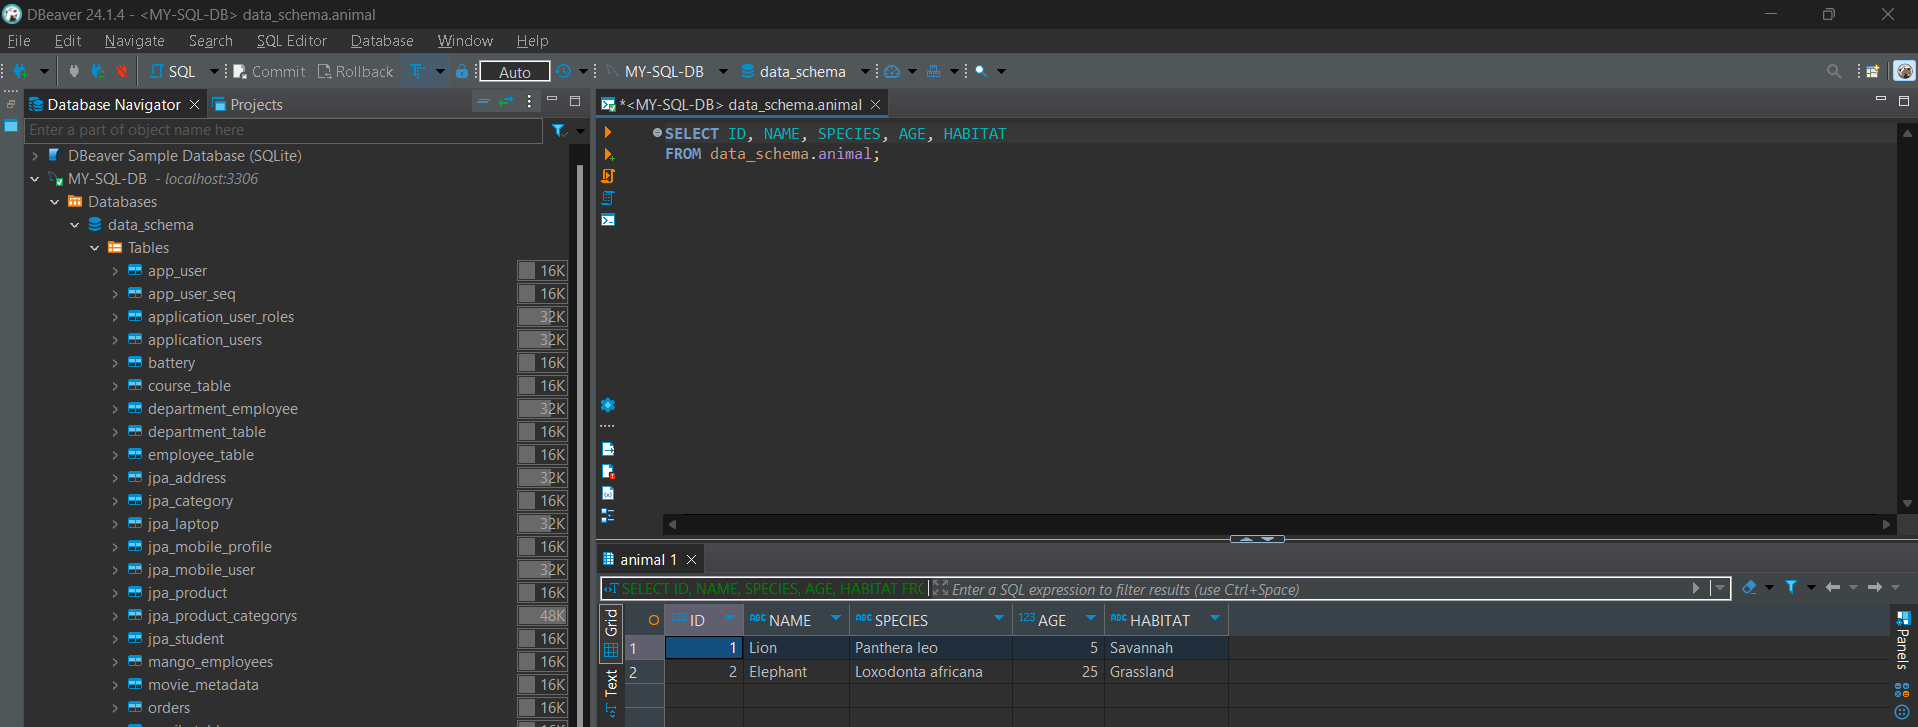 DBeaver 24.1.4 - <MY-SQL-DB> data_schema.animal
File Edit Navigate Search SQL Editor Database Window Help
SQL Commit Rollback Auto MY-SQL-DB data_schema
Database Navigator Projects
Enter a part of object name here
DBeaver Sample Database (SQLite)
MY-SQL-DB - localhost:3306
Databases
data_schema
Tables
app_user 16K
app_user_seq 16K
application_user_roles 32K
application_users 32K
battery 16K
course_table 16K
department_employee 32K
department_table 16K
employee_table 16K
jpa_address 32K
jpa_category 16K
jpa_laptop 32K
jpa_mobile_profile 16K
jpa_mobile_user 32K
jpa_product 16K
jpa_product_categorys 48K
jpa_student 16K
mango_employees 16K
movie_metadata 16K
orders 16K
*<MY-SQL-DB> data_schema.animal
SELECT ID, NAME, SPECIES, AGE, HABITAT
FROM data_schema.animal;
animal 1
SELECT ID, NAME, SPECIES, AGE, HABITAT FRO Enter a SQL expression to filter results (use Ctrl+Space)
Grid
Text
123 ID ABC NAME ABC SPECIES 123 AGE ABC HABITAT
1 1 Lion Panthera leo 5 Savannah
2 2 Elephant Loxodonta africana 25 Grassland
Panels